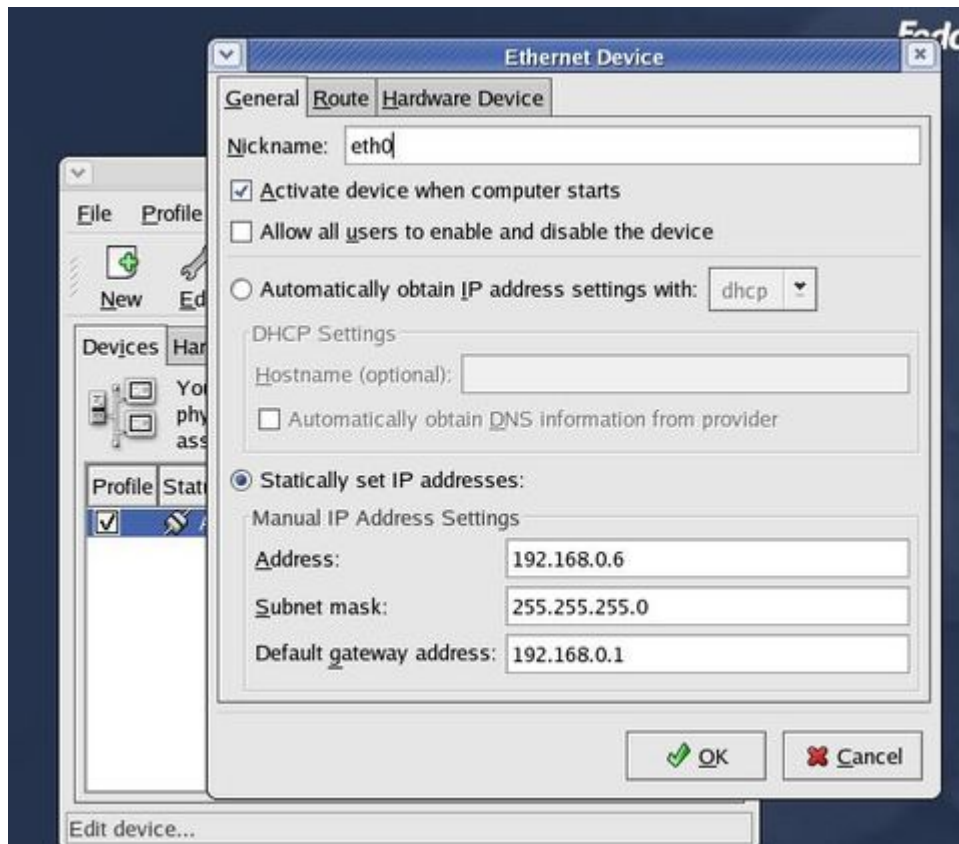 Ethernet Device
General Route Hardware Device
Nickname: eth0
Activate device when computer starts
Allow all users to enable and disable the device
Automatically obtain IP address settings with: dhcp
DHCP Settings
Hostname (optional):
Automatically obtain DNS information from provider
Statically set IP addresses:
Manual IP Address Settings
Address: 192.168.0.6
Subnet mask: 255.255.255.0
Default gateway address: 192.168.0.1
OK Cancel
File Profile
New
Devices
Profile
Edit device...